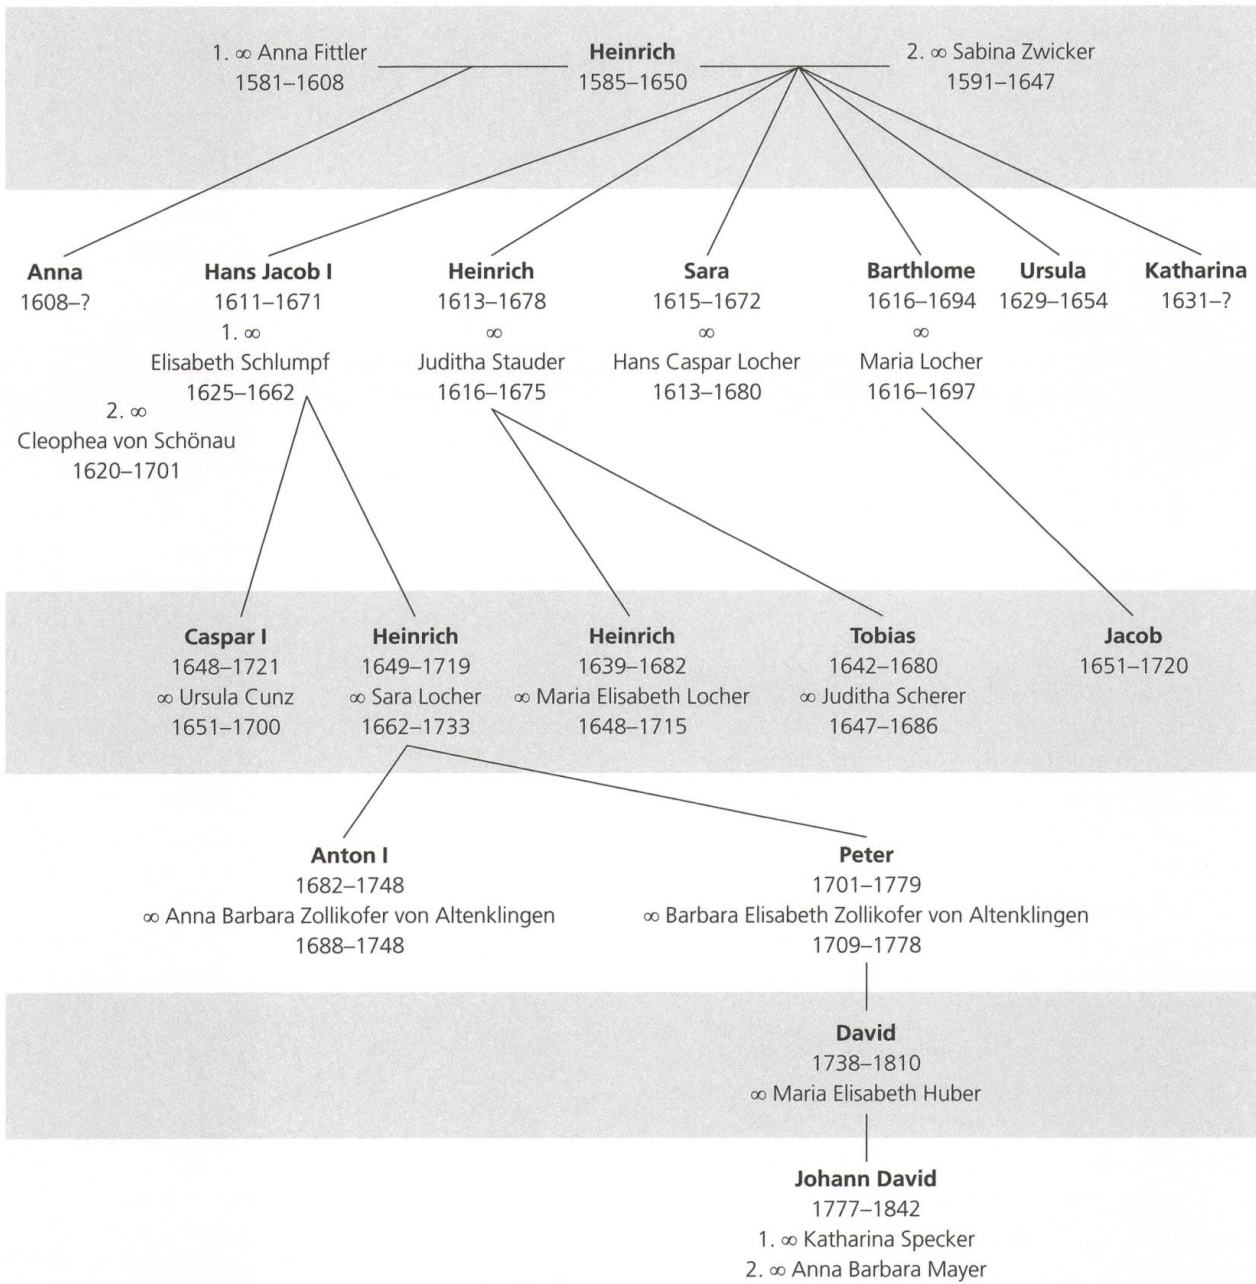 1. ∞ Anna Fittler
1581–1608
Heinrich
1585–1650
2. ∞ Sabina Zwicker
1591–1647
Anna
1608–?
Hans Jacob I
1611–1671
1. ∞
Elisabeth Schlumpf
1625–1662
2. ∞
Cleophea von Schönau
1620–1701
Heinrich
1613–1678
∞
Juditha Stauder
1616–1675
Sara
1615–1672
∞
Hans Caspar Locher
1613–1680
Barthlome
1616–1694
∞
Maria Locher
1616–1697
Ursula
1629–1654
Katharina
1631–?
Caspar I
1648–1721
∞ Ursula Cunz
1651–1700
Heinrich
1649–1719
∞ Sara Locher
1662–1733
Heinrich
1639–1682
∞ Maria Elisabeth Locher
1648–1715
Tobias
1642–1680
∞ Juditha Scherer
1647–1686
Jacob
1651–1720
Anton I
1682–1748
∞ Anna Barbara Zollikofer von Altenklingen
1688–1748
Peter
1701–1779
∞ Barbara Elisabeth Zollikofer von Altenklingen
1709–1778
David
1738–1810
∞ Maria Elisabeth Huber
Johann David
1777–1842
1. ∞ Katharina Specker
2. ∞ Anna Barbara Mayer